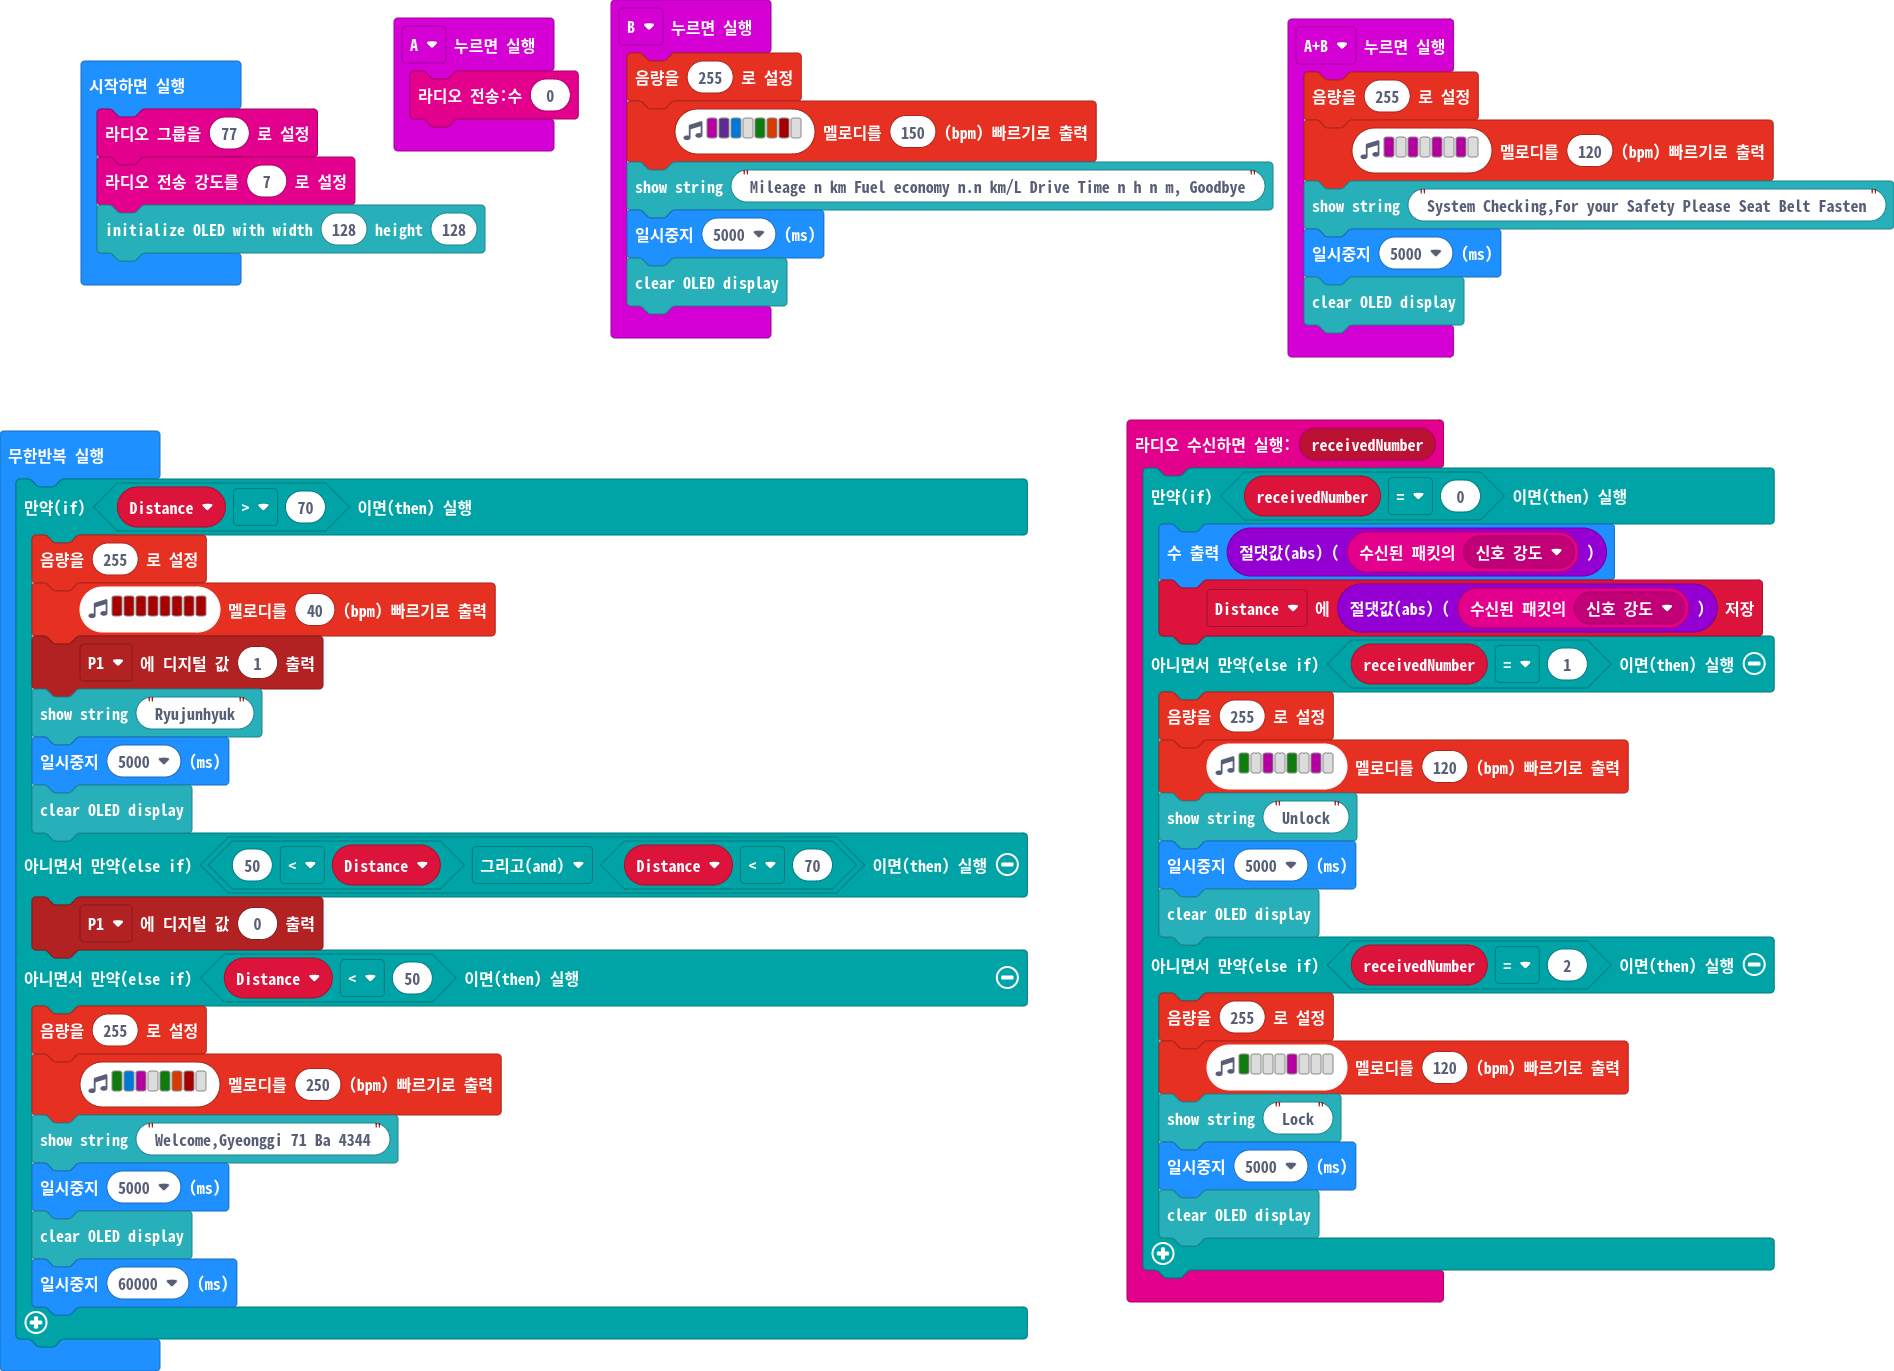 시작하면 실행
라디오 그룹을 77 로 설정
라디오 전송 강도를 7 로 설정
initialize OLED with width 128 height 128
A 누르면 실행
라디오 전송:수 0
B 누르면 실행
음량을 255 로 설정
멜로디를 150 (bpm) 빠르기로 출력
show string "Mileage n km Fuel economy n.n km/L Drive Time n h n m, Goodbye"
일시중지 5000 (ms)
clear OLED display
A+B 누르면 실행
음량을 255 로 설정
멜로디를 120 (bpm) 빠르기로 출력
show string "System Checking,For your Safety Please Seat Belt Fasten"
일시중지 5000 (ms)
clear OLED display
무한반복 실행
만약(if) Distance > 70 이면(then) 실행
음량을 255 로 설정
멜로디를 40 (bpm) 빠르기로 출력
P1 에 디지털 값 1 출력
show string "Ryujunhyuk"
일시중지 5000 (ms)
clear OLED display
아니면서 만약(else if) 50 < Distance 그리고(and) Distance < 70 이면(then) 실행
P1 에 디지털 값 0 출력
아니면서 만약(else if) Distance < 50 이면(then) 실행
음량을 255 로 설정
멜로디를 250 (bpm) 빠르기로 출력
show string "Welcome,Gyeonggi 71 Ba 4344"
일시중지 5000 (ms)
clear OLED display
일시중지 60000 (ms)
라디오 수신하면 실행: receivedNumber
만약(if) receivedNumber = 0 이면(then) 실행
수 출력 절댓값(abs) ( 수신된 패킷의 신호 강도 )
Distance 에 절댓값(abs) ( 수신된 패킷의 신호 강도 ) 저장
아니면서 만약(else if) receivedNumber = 1 이면(then) 실행
음량을 255 로 설정
멜로디를 120 (bpm) 빠르기로 출력
show string "Unlock"
일시중지 5000 (ms)
clear OLED display
아니면서 만약(else if) receivedNumber = 2 이면(then) 실행
음량을 255 로 설정
멜로디를 120 (bpm) 빠르기로 출력
show string "Lock"
일시중지 5000 (ms)
clear OLED display